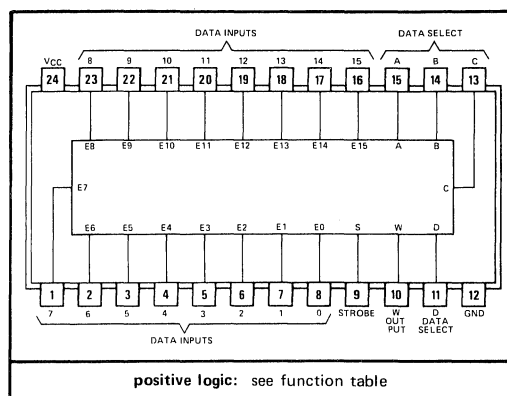 DATA INPUTS DATA SELECT
VCC 8 9 10 11 12 13 14 15 A B C
24 23 22 21 20 19 18 17 16 15 14 13
E8 E9 E10 E11 E12 E13 E14 E15 A B
E7 C
E6 E5 E4 E3 E2 E1 E0 S W D
1 2 3 4 5 6 7 8 9 10 11 12
7 6 5 4 3 2 1 0 STROBE W D GND
OUT DATA
PUT SELECT
DATA INPUTS
positive logic: see function table